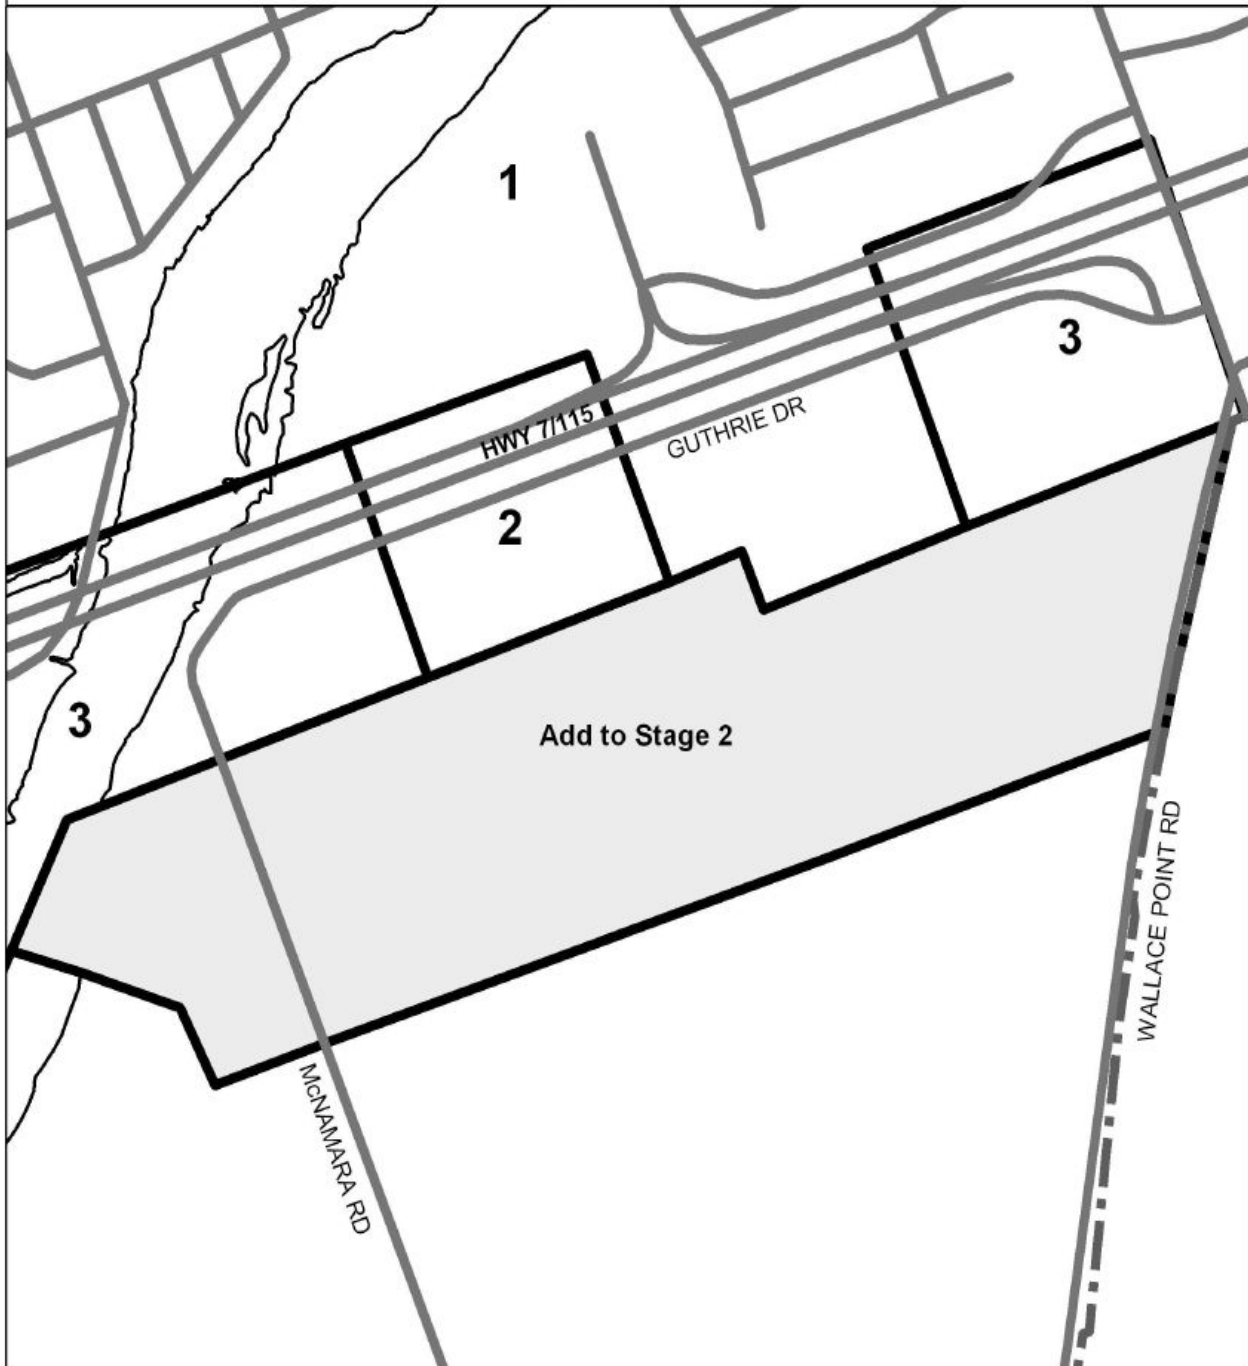 1
3
HWY 7/115
GUTHRIE DR
2
3
Add to Stage 2
WALLACE POINT RD
McNAMARA RD